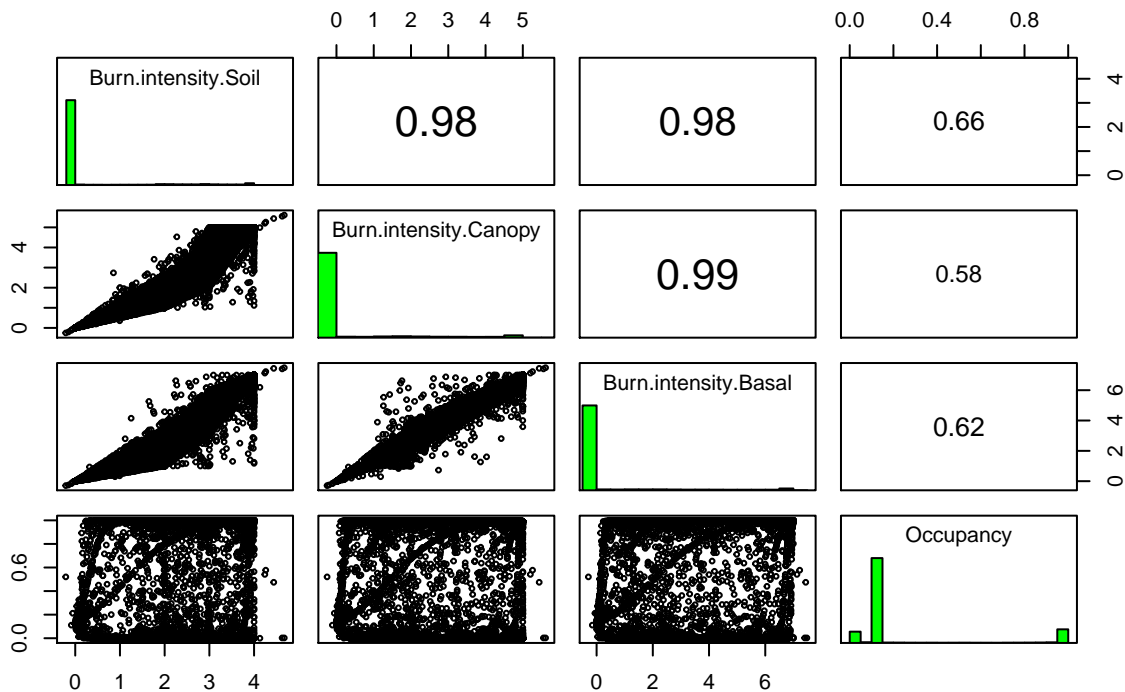 0 1 2 3 4 5
0.0 0.4 0.8
Burn.intensity.Soil
0.98
0.98
0.66
0 2 4
Burn.intensity.Canopy
0.99
0.58
0 2 4
Burn.intensity.Basal
0.62
0 2 4 6
Occupancy
0.0 0.6
0 1 2 3 4
0 2 4 6